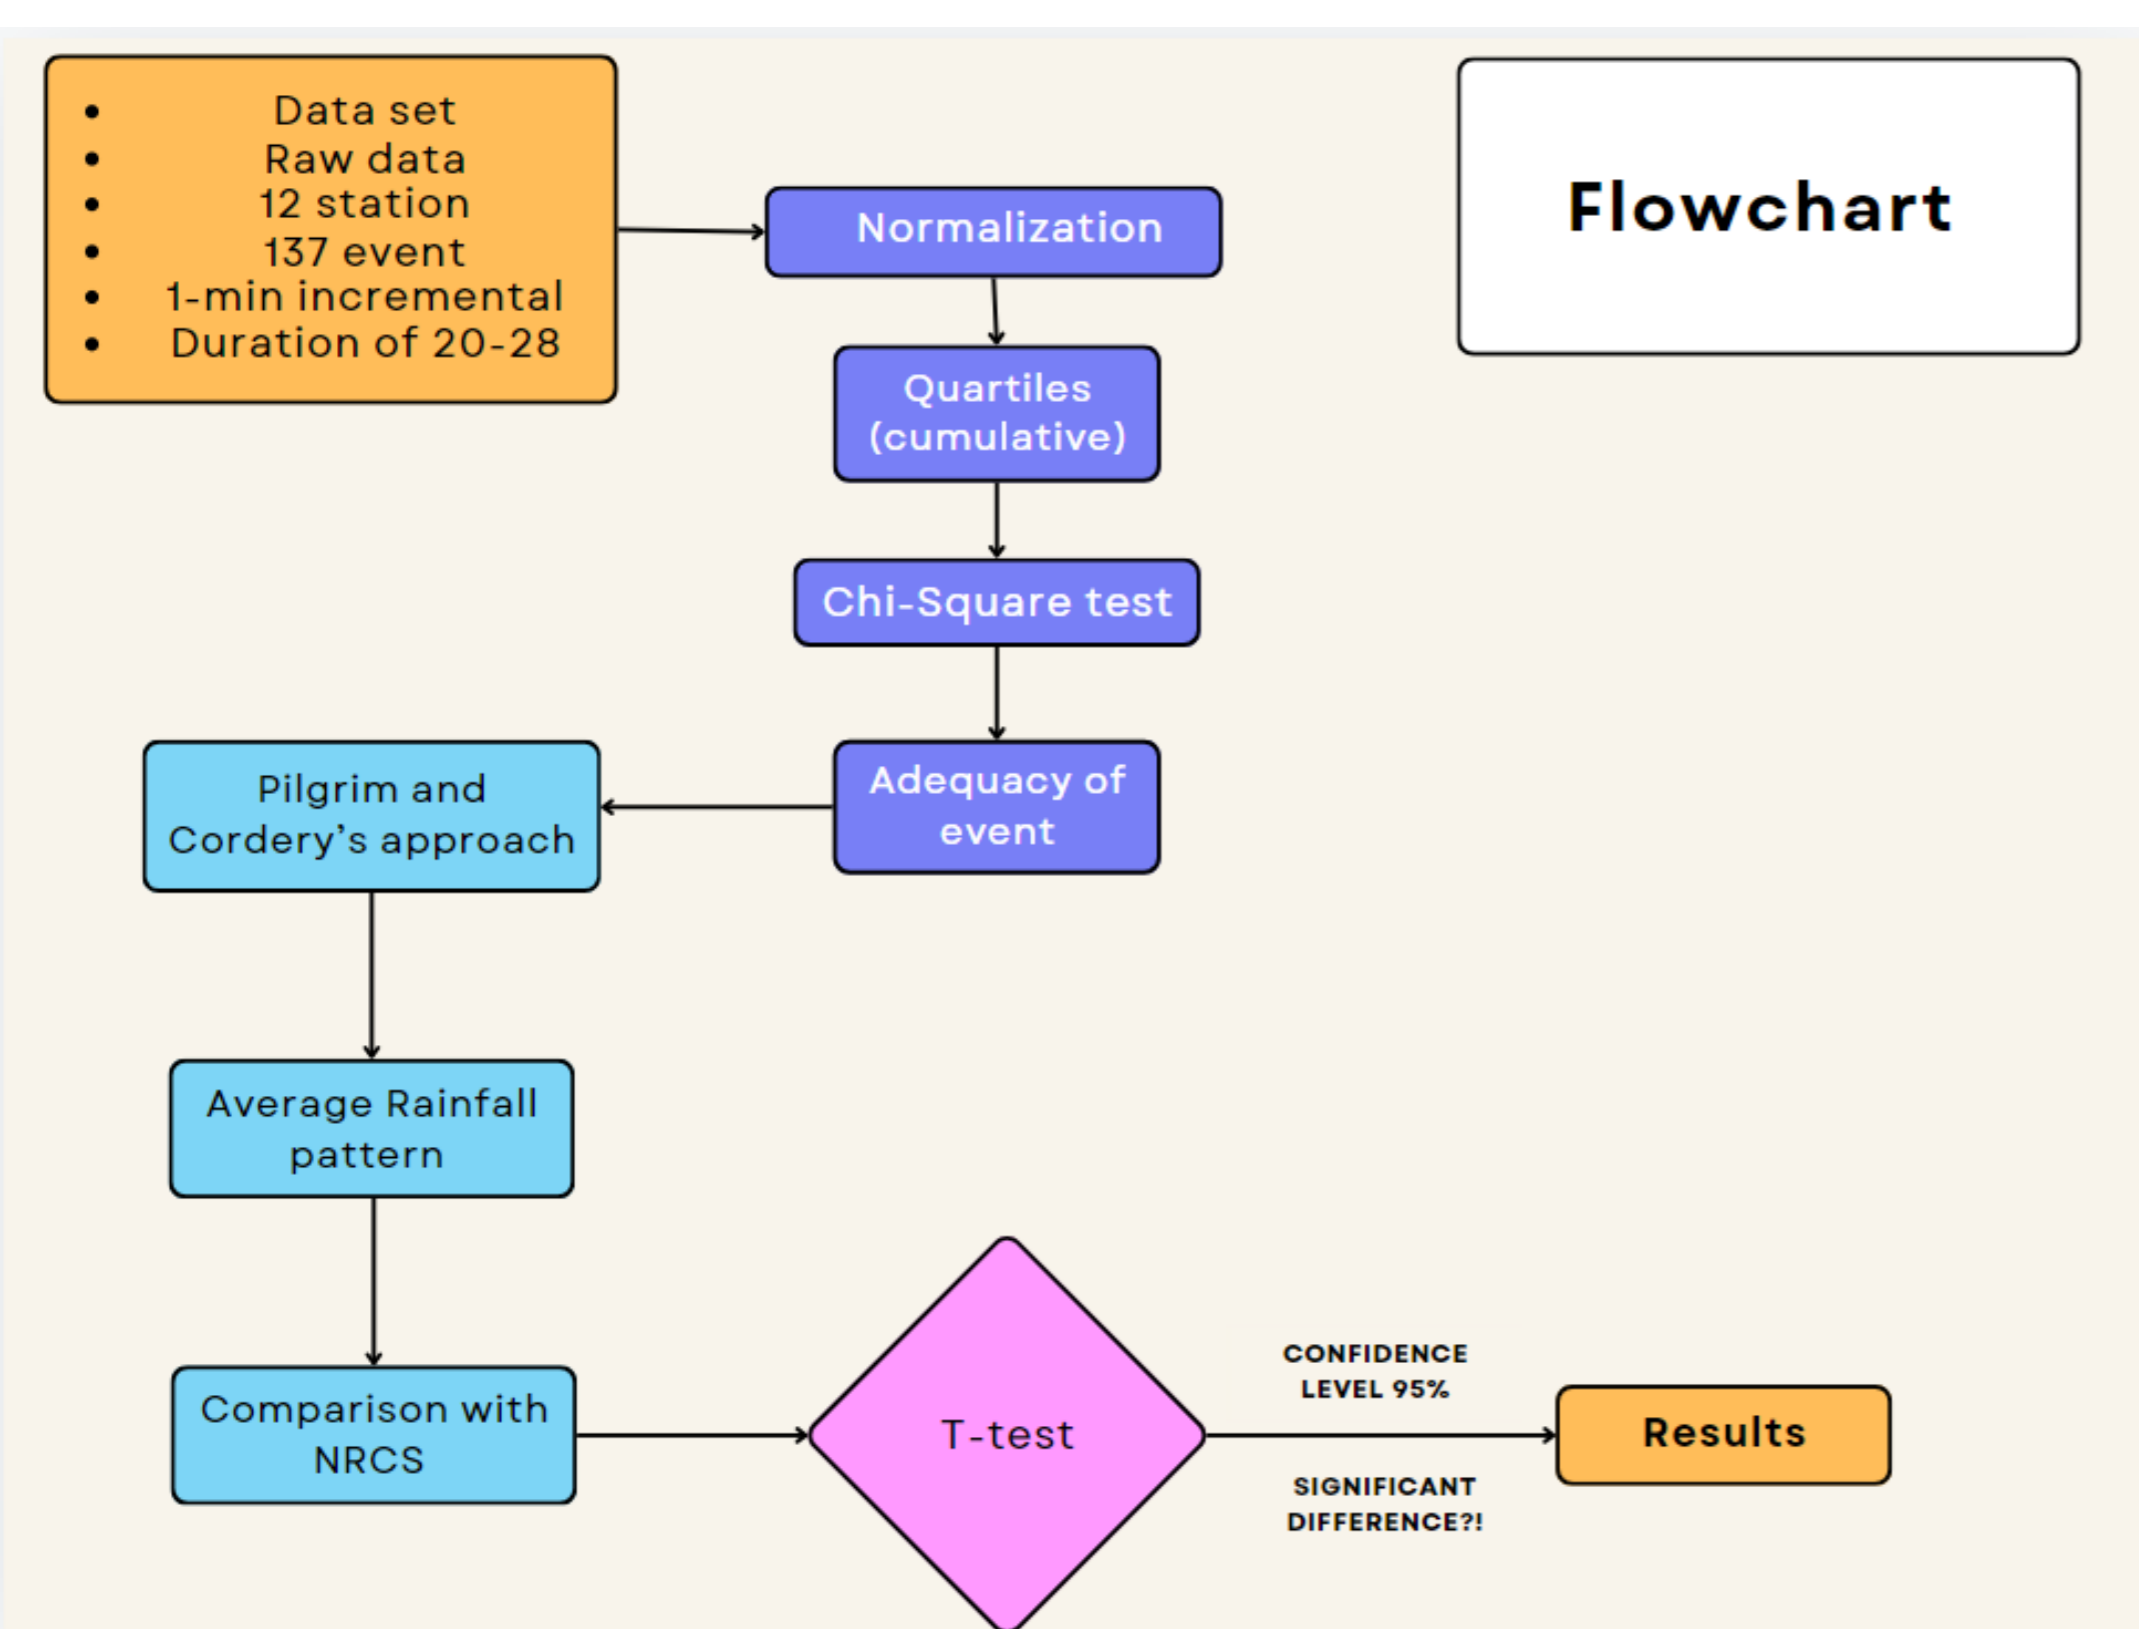 • Data set
• Raw data
• 12 station
• 137 event
• 1-min incremental
• Duration of 20-28
Flowchart
Normalization
Quartiles
(cumulative)
Chi-Square test
Adequacy of
event
Pilgrim and
Cordery’s approach
Average Rainfall
pattern
Comparison with
NRCS
T-test
CONFIDENCE
LEVEL 95%
SIGNIFICANT
DIFFERENCE?!
Results